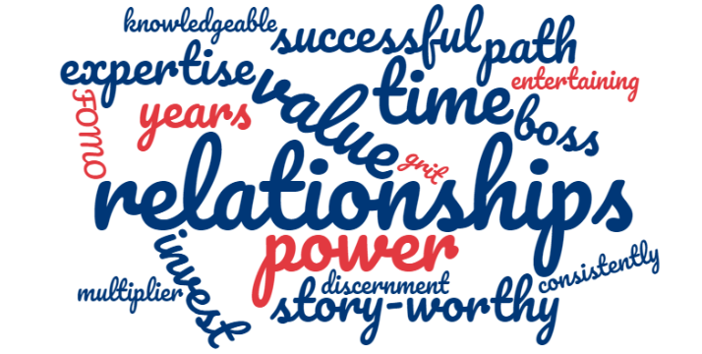 knowledgeable
successful
path
expertise
value
time
entertaining
FOMO
years
boss
grit
relationships
invest
power
consistently
multiplier
discernment
story-worthy